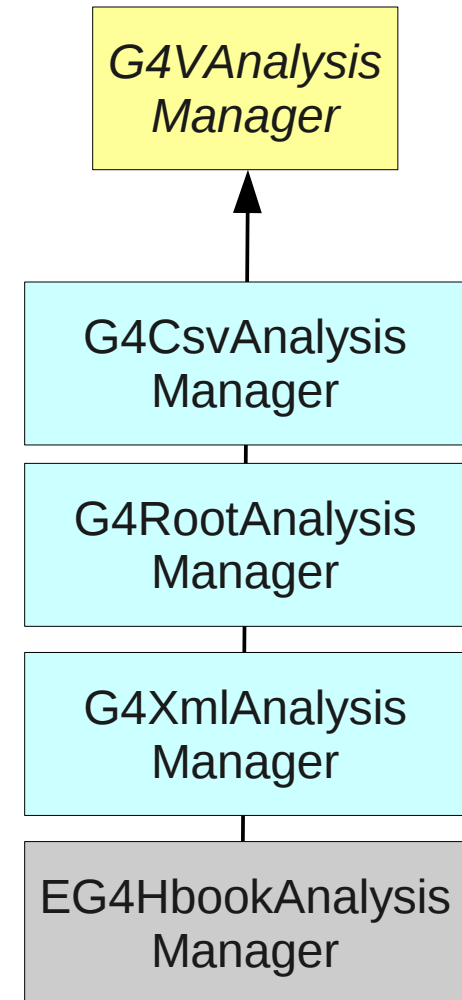 G4VAnalysis
Manager
G4CsvAnalysis
Manager
G4RootAnalysis
Manager
G4XmlAnalysis
Manager
EG4HbookAnalysis
Manager